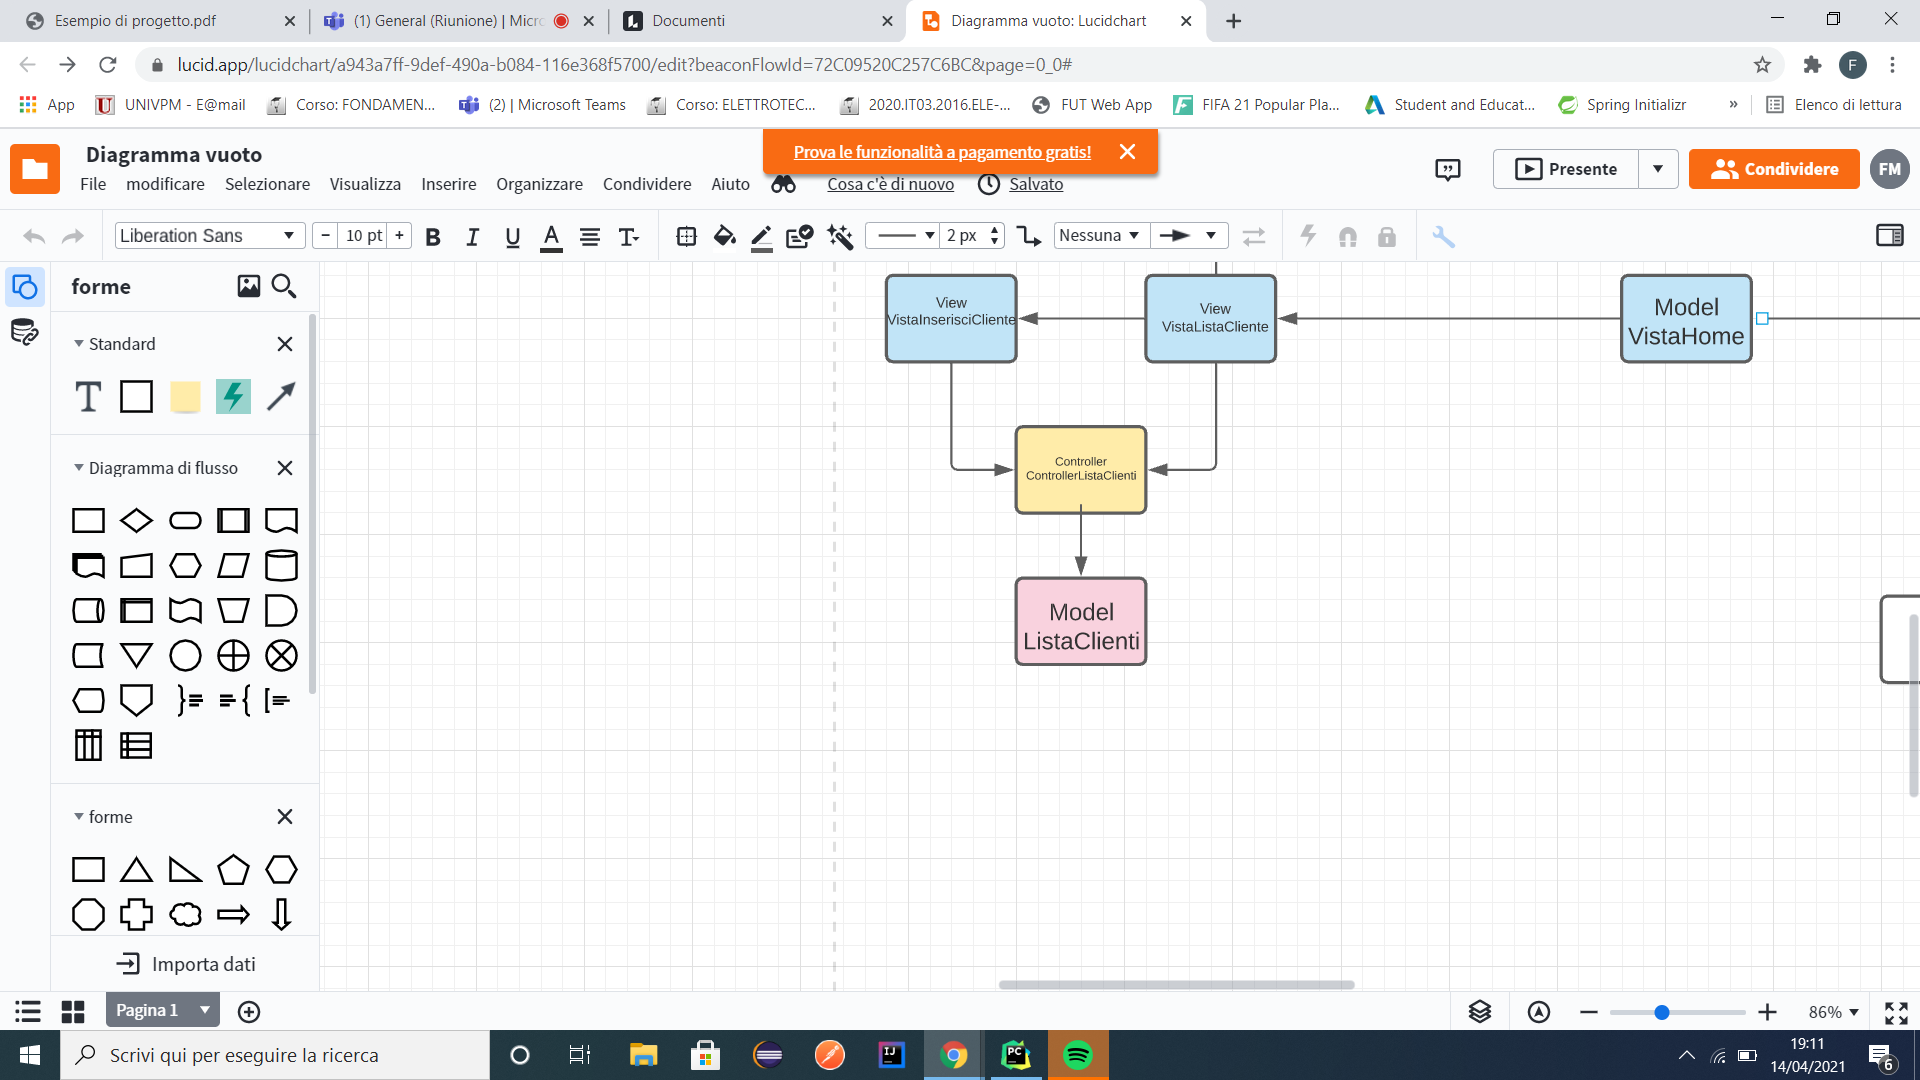 Esempio di progetto.pdf
(1) General (Riunione) | Micro
Documenti
Diagramma vuoto: Lucidchart
lucid.app/lucidchart/a943a7ff-9def-490a-b084-116e368f5700/edit?beaconFlowId=72C09520C257C6BC&page=0_0#
F
App
UNIVPM - E@mail
Corso: FONDAMEN...
(2) | Microsoft Teams
Corso: ELETTROTEC...
2020.IT03.2016.ELE-...
FUT Web App
FIFA 21 Popular Pla...
Student and Educat...
Spring Initializr
»
Elenco di lettura
Diagramma vuoto
Prova le funzionalità a pagamento gratis!
File
modificare
Selezionare
Visualizza
Inserire
Organizzare
Condividere
Aiuto
Cosa c'è di nuovo
Salvato
Presente
Condividere
FM
Liberation Sans
− 10 pt +
B
I
U
A
T
2 px
Nessuna
forme
Standard
T
Diagramma di flusso
forme
Importa dati
View
VistaInserisciCliente
View
VistaListaCliente
Model
VistaHome
Controller
ControllerListaClienti
Model
ListaClienti
Pagina 1
86%
Scrivi qui per eseguire la ricerca
IJ
PC
19:11
14/04/2021
6